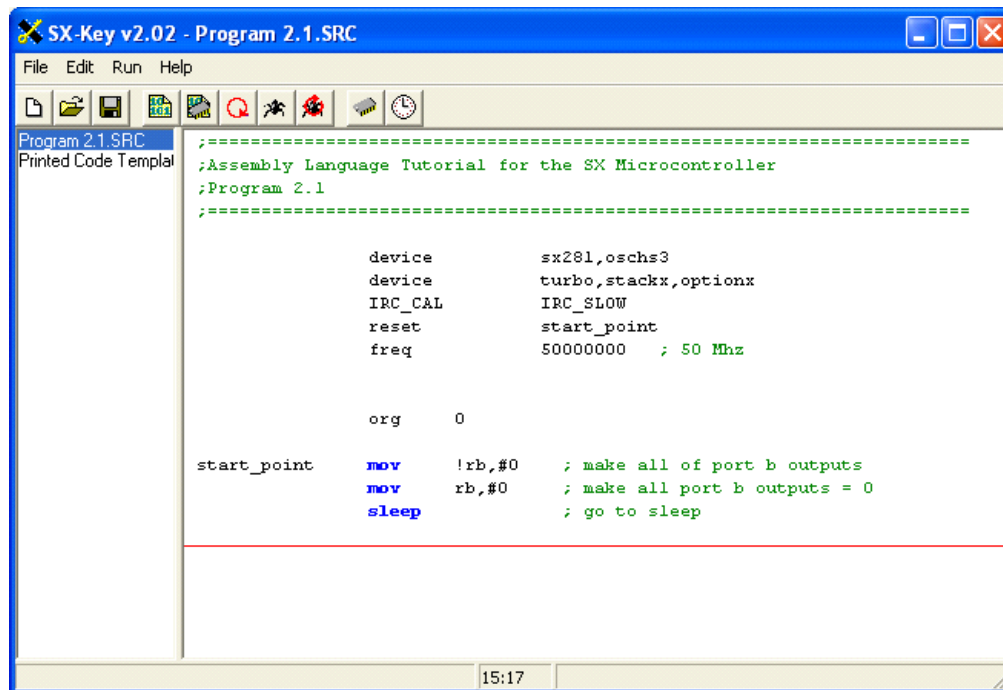 SX-Key v2.02 - Program 2.1.SRC
File Edit Run Help
Program 2.1.SRC
Printed Code Templat
;=======================================================================
;Assembly Language Tutorial for the SX Microcontroller
;Program 2.1
;=======================================================================
device sx28l,oschs3
device turbo,stackx,optionx
IRC_CAL IRC_SLOW
reset start_point
freq 50000000 ; 50 Mhz
org 0
start_point mov !rb,#0 ; make all of port b outputs
mov rb,#0 ; make all port b outputs = 0
sleep ; go to sleep
15:17